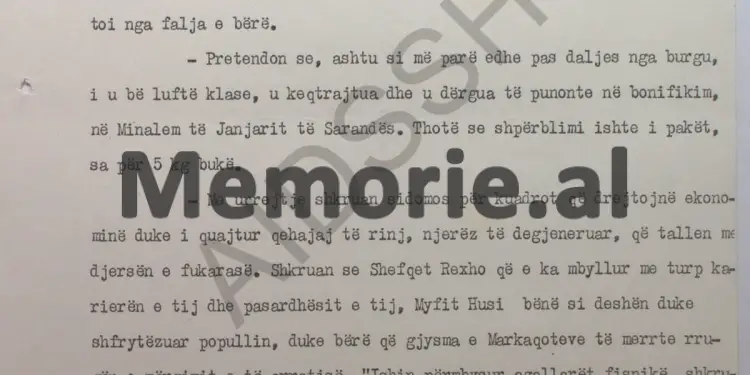 toi nga falja e bërë.
- Pretendon se, ashtu si më parë edhe pas daljes nga burgu,
i u bë luftë klase, u keqtrajtua dhe u dërgua të punonte në bonifikim,
në Minalem të Janjarit të Sarandës. Thotë se shpërblimi ishte i pakët,
sa për 5 kg bukë.
Memorie.al
- Me urrejtje shkruan sidomos për kuadrot që drejtojnë ekono-
minë duke i quajtur qehajaj të rinj, njerëz të degjeneruar, që tallen me
djersën e fukarasë. Shkruan se Shefqet Rexho që e ka mbyllur me turp ka-
rierën e tij dhe pasardhësit e tij, Myfit Husi bënë si deshën duke
shfrytëzuar popullin, duke bërë që gjysma e Markaqoteve të merrte rru-
AIDSSH